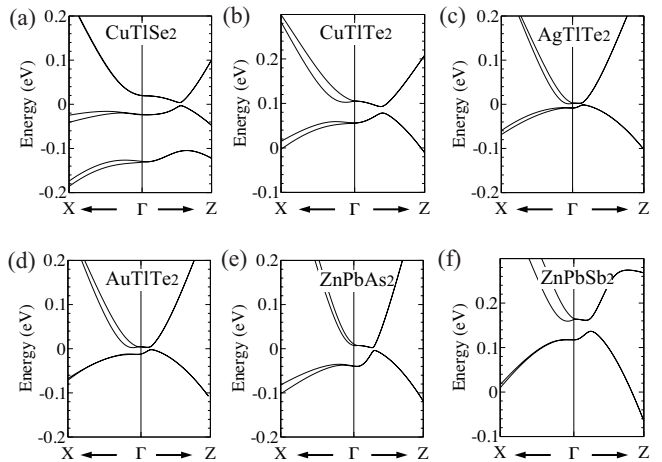 (a)
CuTlSe2
Energy (eV)
0.2
0.1
0
-0.1
-0.2
X Γ Z
(b)
CuTlTe2
Energy (eV)
0.2
0.1
0
-0.1
X Γ Z
(c)
AgTlTe2
Energy (eV)
0.2
0.1
0
-0.1
-0.2
X Γ Z
(d)
AuTlTe2
Energy (eV)
0.2
0.1
0
-0.1
-0.2
X Γ Z
(e)
ZnPbAs2
Energy (eV)
0.2
0.1
0
-0.1
-0.2
X Γ Z
(f)
ZnPbSb2
Energy (eV)
0.2
0.1
0
-0.1
X Γ Z